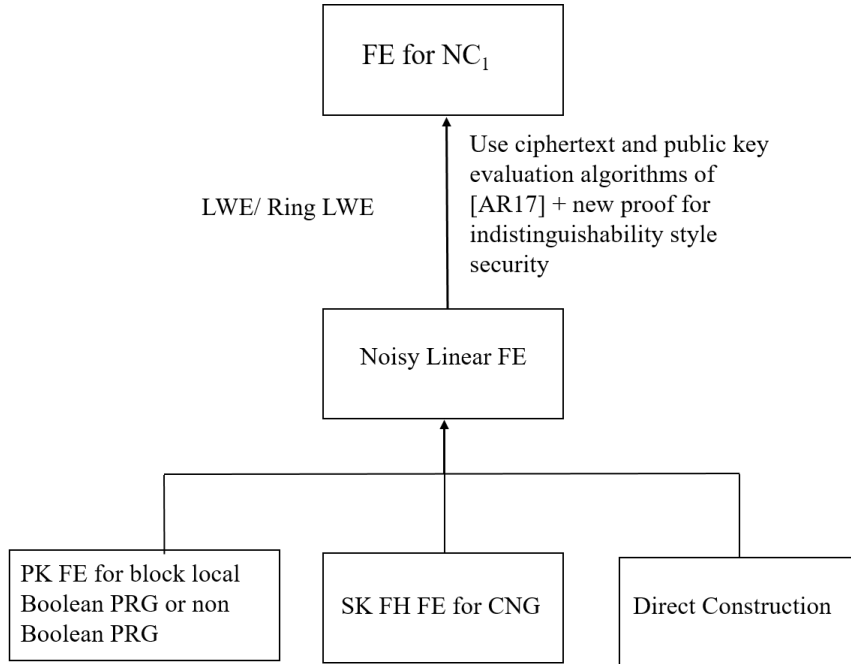 FE for NC₁
Use ciphertext and public key
evaluation algorithms of
[AR17] + new proof for
indistinguishability style
security
LWE/ Ring LWE
Noisy Linear FE
PK FE for block local
Boolean PRG or non
Boolean PRG
SK FH FE for CNG
Direct Construction